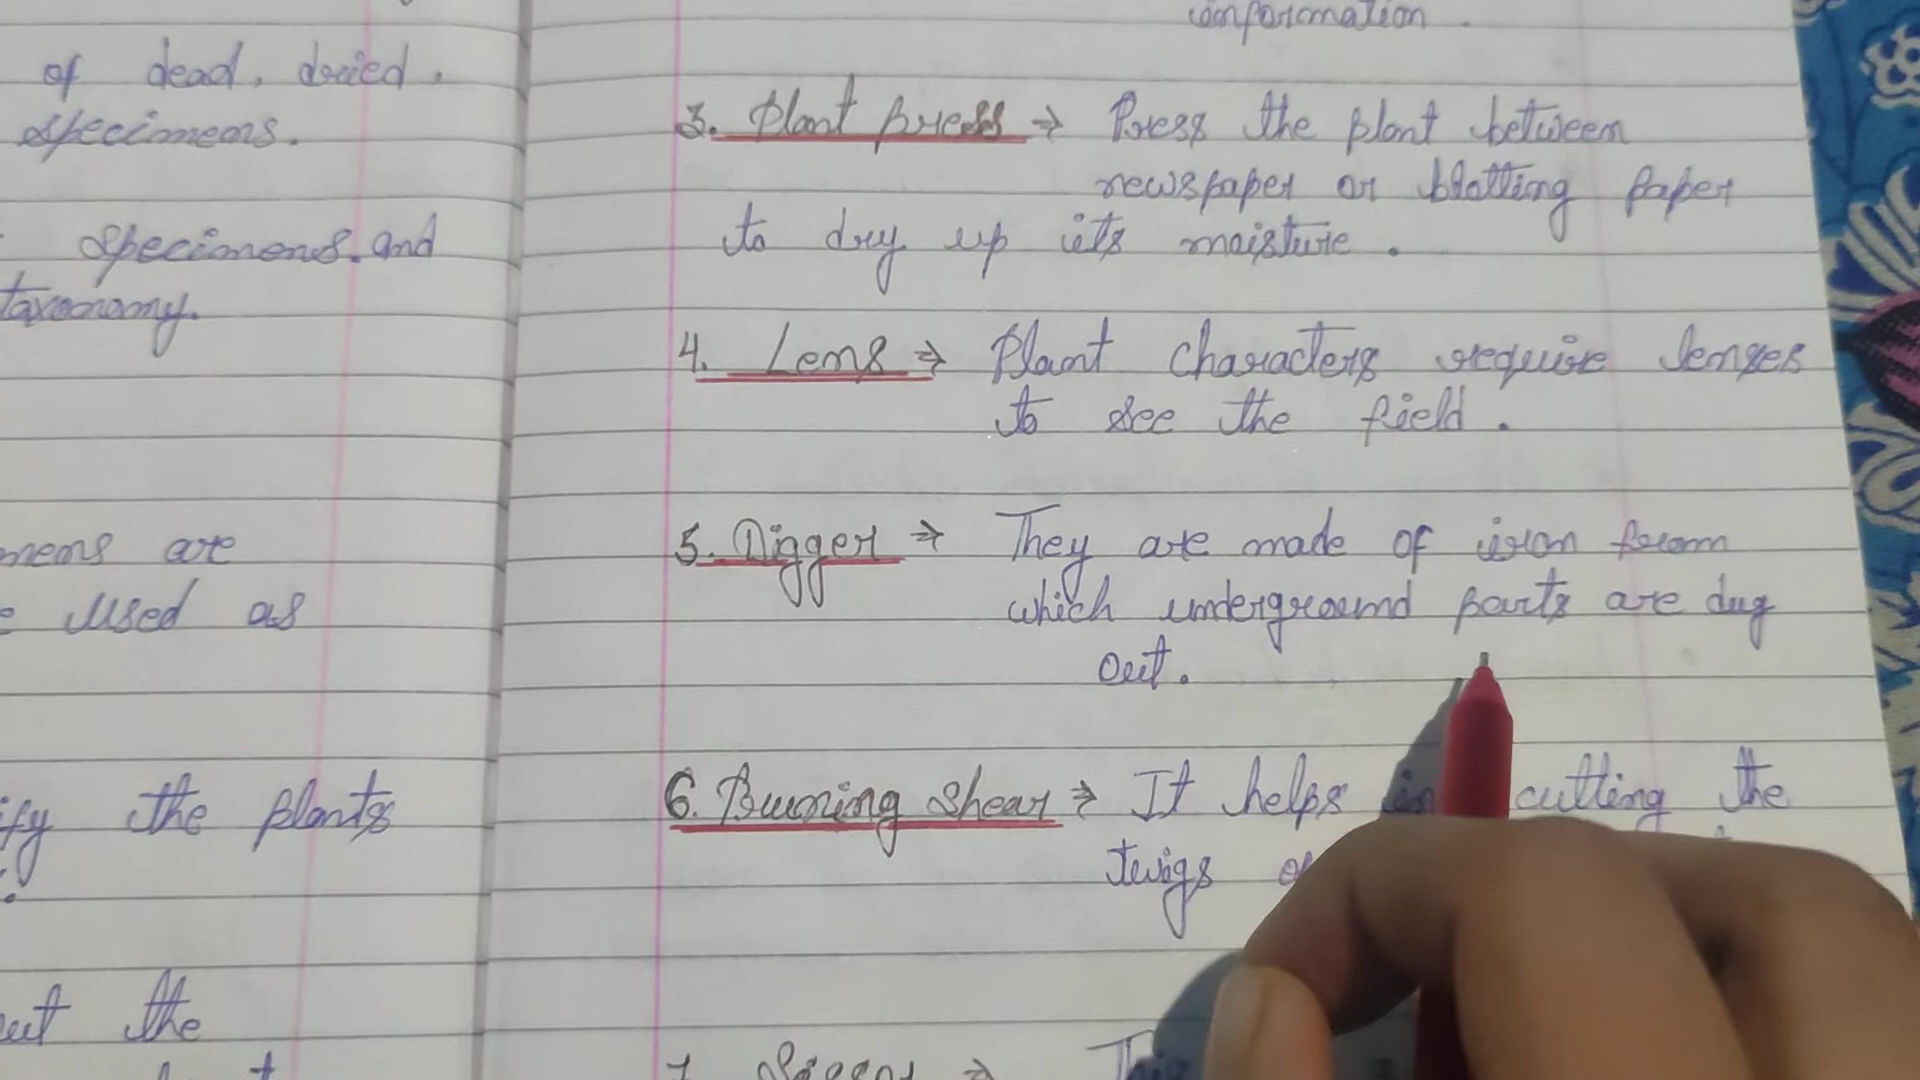 of dead, dried,
specimens.
specimens and
taxonomy.
are
used as
the plants
the
information.
3. Plant press ⇒ Press the plant between
newspaper or blotting paper
to dry up its moisture.
4. Lens ⇒ Plant characters require lenses
to see the field.
5. Digger ⇒ They are made of iron from
which underground parts are dug
out.
6. Pruning shear ⇒ It helps in cutting the
twigs